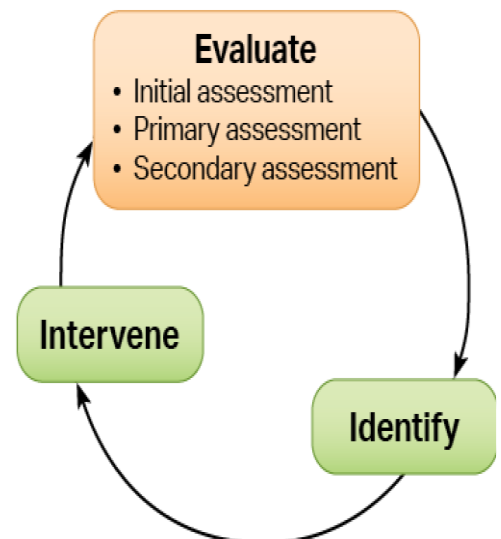 Evaluate
• Initial assessment
• Primary assessment
• Secondary assessment
Intervene
Identify